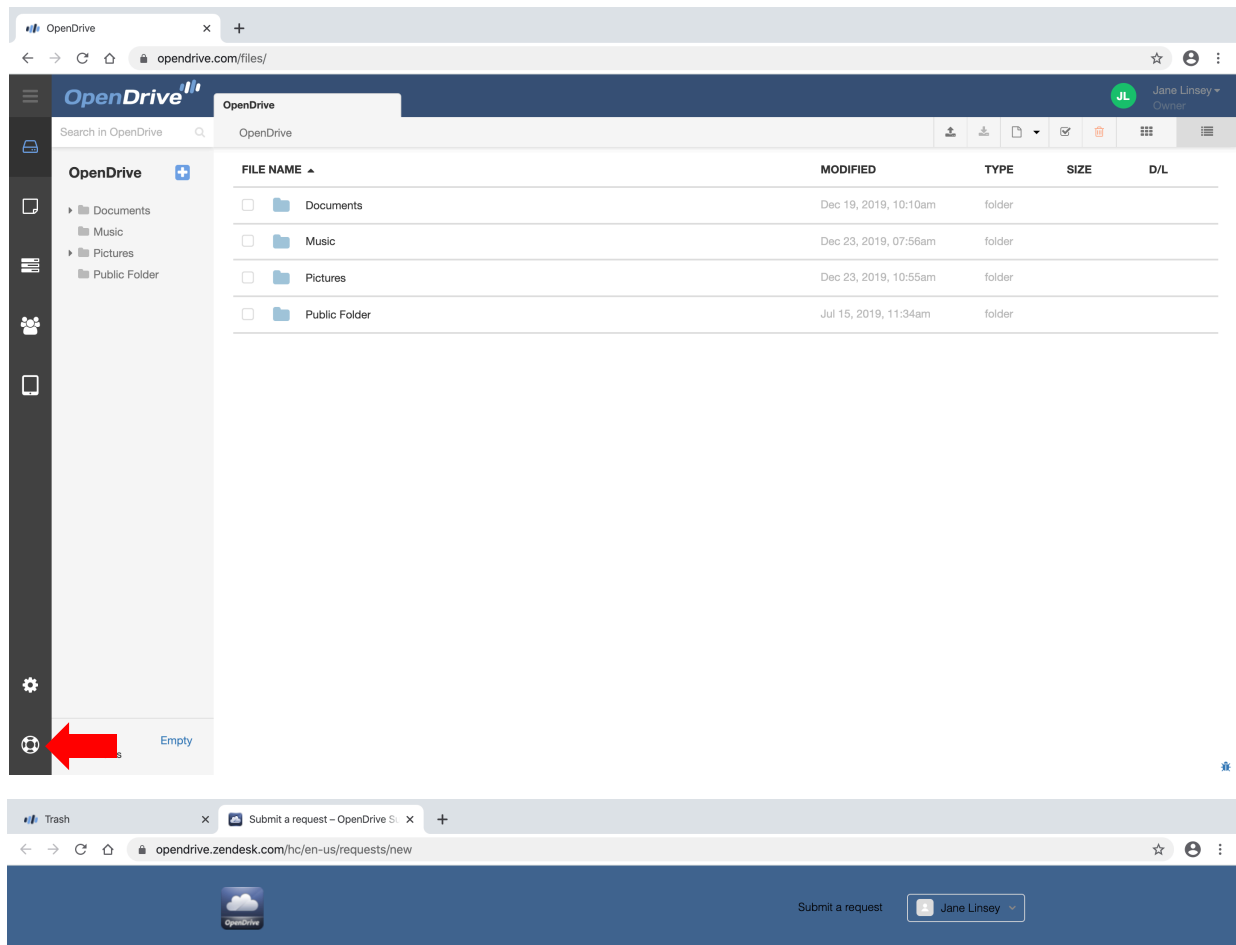 OpenDrive
opendrive.com/files/
OpenDrive
OpenDrive
JL
Jane Linsey
Owner
Search in OpenDrive
OpenDrive
OpenDrive
FILE NAME
MODIFIED
TYPE
SIZE
D/L
Documents
Music
Pictures
Public Folder
Documents
Dec 19, 2019, 10:10am
folder
Music
Dec 23, 2019, 07:56am
folder
Pictures
Dec 23, 2019, 10:55am
folder
Public Folder
Jul 15, 2019, 11:34am
folder
Empty
Trash
Submit a request – OpenDrive
opendrive.zendesk.com/hc/en-us/requests/new
OpenDrive
Submit a request
Jane Linsey